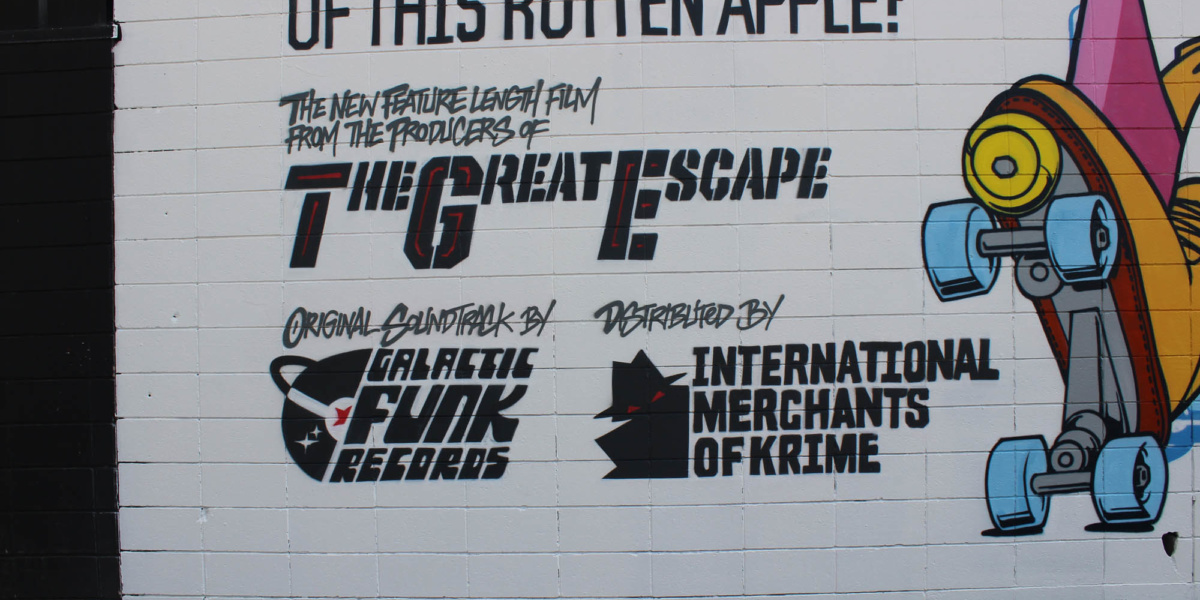 OF THIS ROTTEN APPLE!
THE NEW FEATURE LENGTH FILM
FROM THE PRODUCERS OF
THE GREAT ESCAPE
ORIGINAL SOUNDTRACK BY
GALACTIC
FUNK
RECORDS
DISTRIBUTED BY
INTERNATIONAL
MERCHANTS
OF KRIME